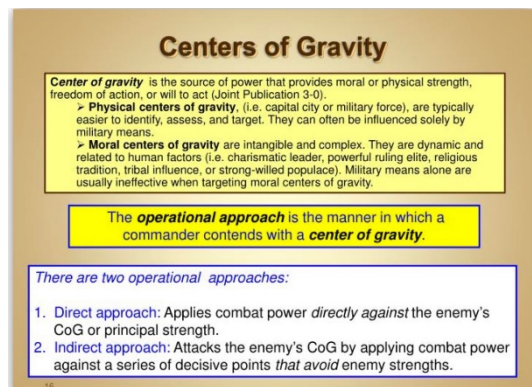 Centers of Gravity
Center of gravity is the source of power that provides moral or physical strength,
freedom of action, or will to act (Joint Publication 3-0).
➢ Physical centers of gravity, (i.e. capital city or military force), are typically
easier to identify, assess, and target. They can often be influenced solely by
military means.
➢ Moral centers of gravity are intangible and complex. They are dynamic and
related to human factors (i.e. charismatic leader, powerful ruling elite, religious
tradition, tribal influence, or strong-willed populace). Military means alone are
usually ineffective when targeting moral centers of gravity.
The operational approach is the manner in which a
commander contends with a center of gravity.
There are two operational approaches:
1. Direct approach: Applies combat power directly against the enemy's
CoG or principal strength.
2. Indirect approach: Attacks the enemy's CoG by applying combat power
against a series of decisive points that avoid enemy strengths.